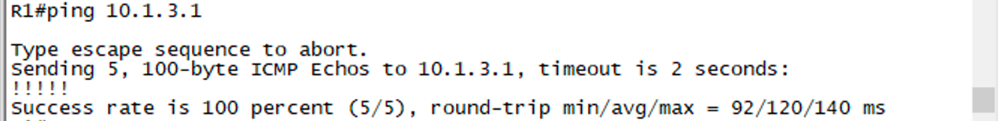 R1#ping 10.1.3.1
Type escape sequence to abort.
Sending 5, 100-byte ICMP Echos to 10.1.3.1, timeout is 2 seconds:
!!!!!
Success rate is 100 percent (5/5), round-trip min/avg/max = 92/120/140 ms